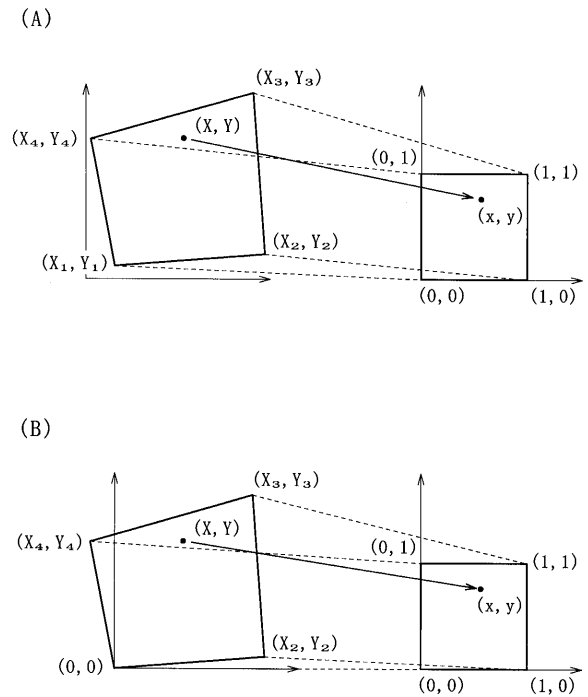 (A)
(X₃, Y₃)
(X, Y)
(X₄, Y₄)
(0, 1)
(1, 1)
(x, y)
(X₂, Y₂)
(X₁, Y₁)
(0, 0)
(1, 0)
(B)
(X₃, Y₃)
(X, Y)
(X₄, Y₄)
(0, 1)
(1, 1)
(x, y)
(X₂, Y₂)
(0, 0)
(0, 0)
(1, 0)